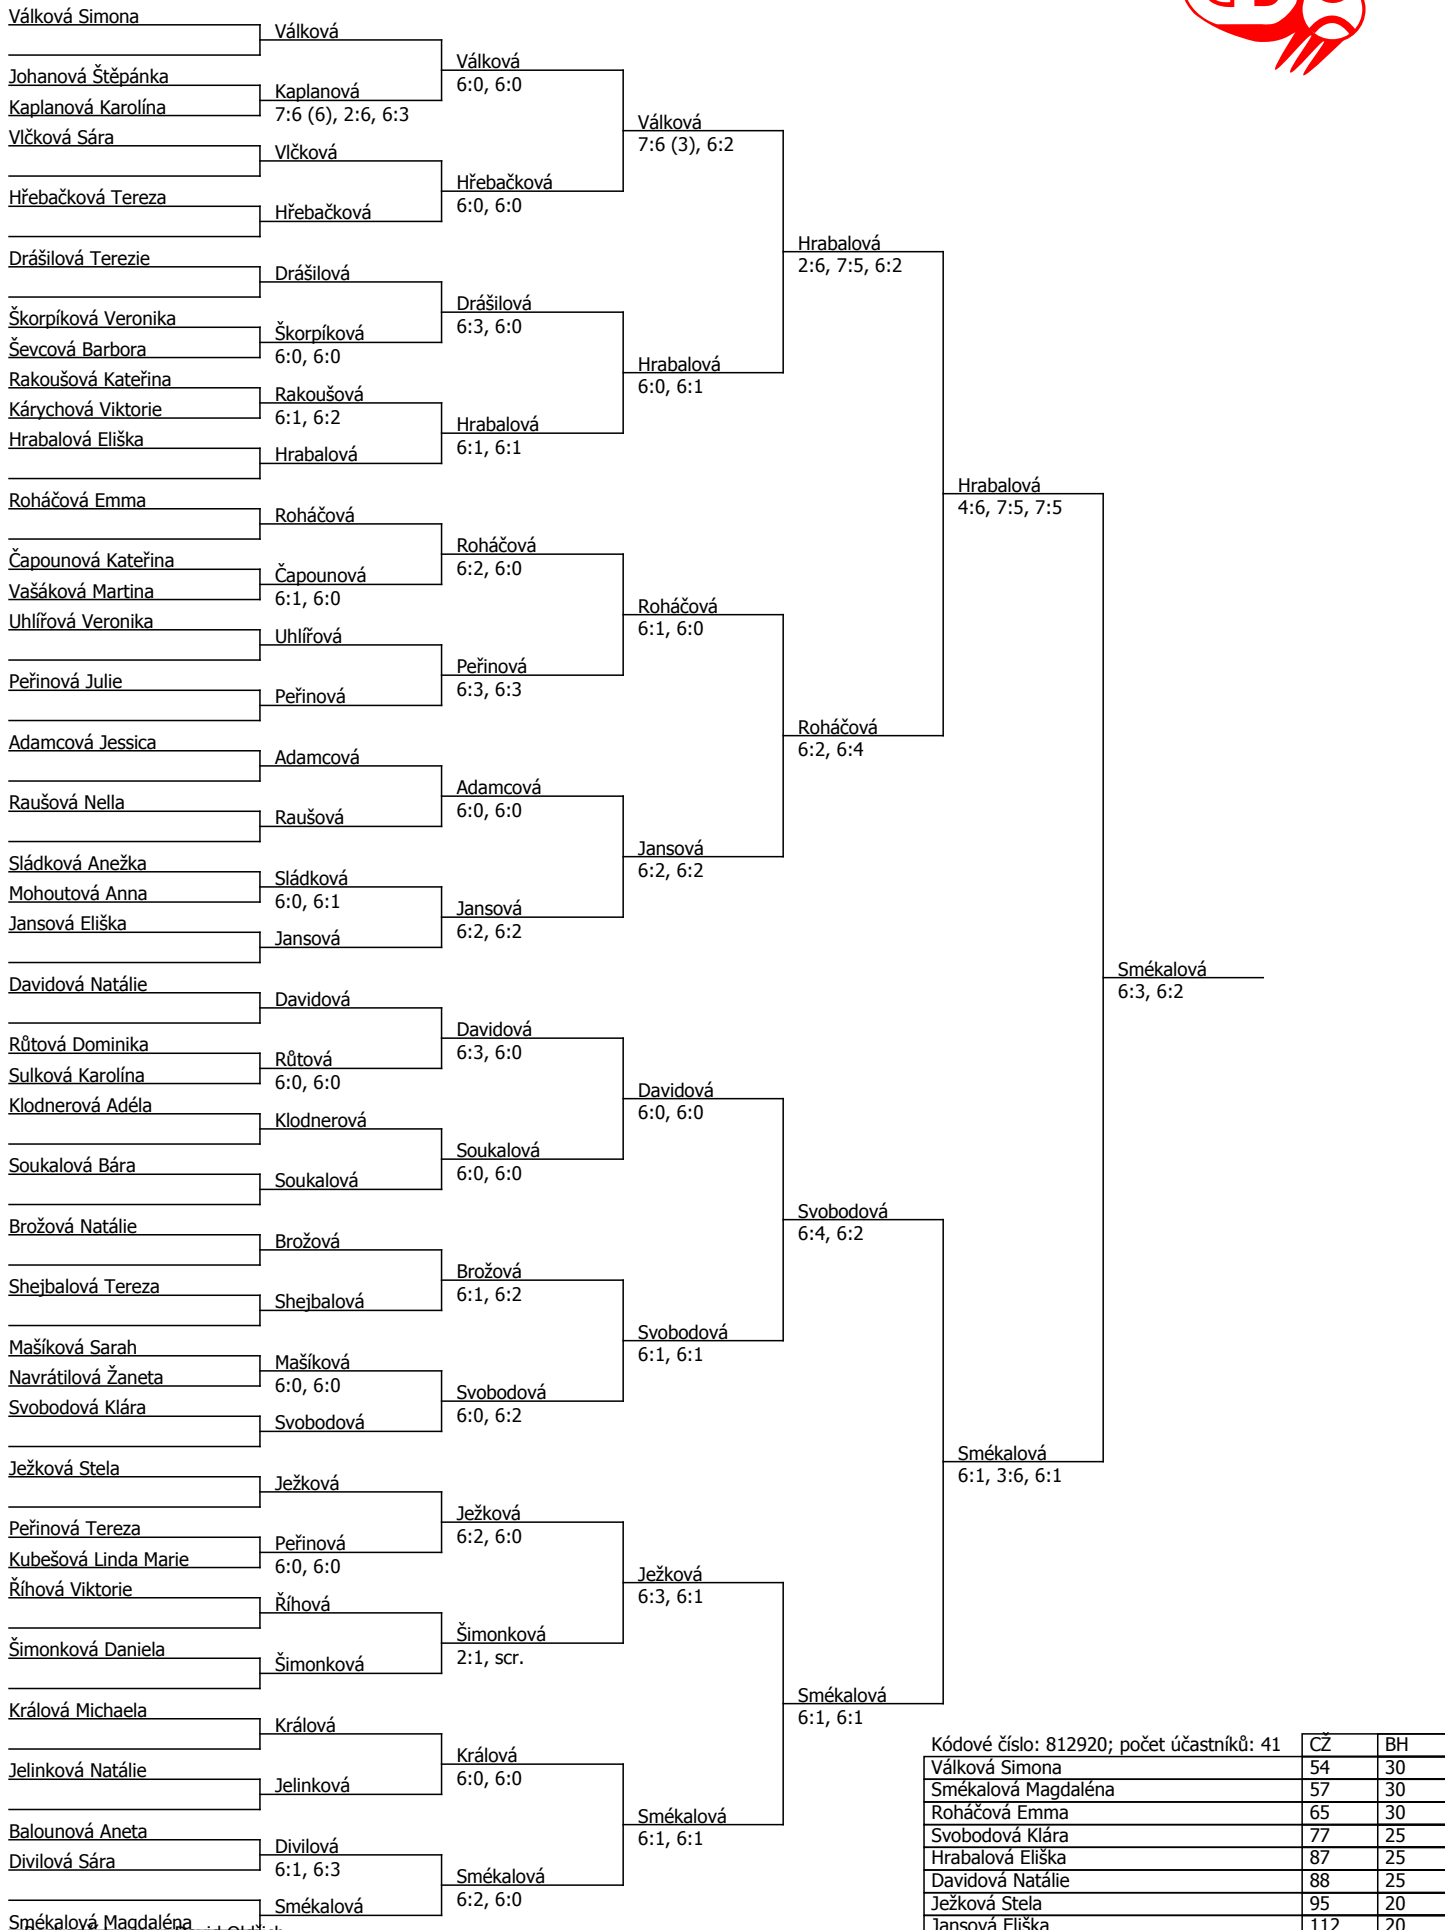 Válková Simona
Johanová Štěpánka
Kaplanová Karolína
Vlčková Sára
Hřebačková Tereza
Drášilová Terezie
Škorpíková Veronika
Ševcová Barbora
Rakoušová Kateřina
Kárychová Viktorie
Hrabalová Eliška
Roháčová Emma
Čapounová Kateřina
Vašáková Martina
Uhlířová Veronika
Peřinová Julie
Adamcová Jessica
Raušová Nella
Sládková Anežka
Mohoutová Anna
Jansová Eliška
Davidová Natálie
Růtová Dominika
Sulková Karolína
Klodnerová Adéla
Soukalová Bára
Brožová Natálie
Shejbalová Tereza
Mašíková Sarah
Navrátilová Žaneta
Svobodová Klára
Ježková Stela
Peřinová Tereza
Kubešová Linda Marie
Říhová Viktorie
Šimonková Daniela
Králová Michaela
Jelinková Natálie
Balounová Aneta
Divilová Sára
Smékalová Magdaléna
Válková
Kaplanová
7:6 (6), 2:6, 6:3
Vlčková
Hřebačková
Drášilová
Škorpíková
6:0, 6:0
Rakoušová
6:1, 6:2
Hrabalová
Roháčová
Čapounová
6:1, 6:0
Uhlířová
Peřinová
Adamcová
Raušová
Sládková
6:0, 6:1
Jansová
Davidová
Růtová
6:0, 6:0
Klodnerová
Soukalová
Brožová
Shejbalová
Mašíková
6:0, 6:0
Svobodová
Ježková
Peřinová
6:0, 6:0
Říhová
Šimonková
Králová
Jelinková
Divilová
6:1, 6:3
Smékalová
Válková
6:0, 6:0
Hřebačková
6:0, 6:0
Drášilová
6:3, 6:0
Hrabalová
6:1, 6:1
Roháčová
6:2, 6:0
Peřinová
6:3, 6:3
Adamcová
6:0, 6:0
Jansová
6:2, 6:2
Davidová
6:3, 6:0
Soukalová
6:0, 6:0
Brožová
6:1, 6:2
Svobodová
6:0, 6:2
Ježková
6:2, 6:0
Šimonková
2:1, scr.
Králová
6:0, 6:0
Smékalová
6:2, 6:0
Válková
7:6 (3), 6:2
Hrabalová
6:0, 6:1
Roháčová
6:1, 6:0
Jansová
6:2, 6:2
Davidová
6:0, 6:0
Svobodová
6:1, 6:1
Ježková
6:3, 6:1
Smékalová
6:1, 6:1
Hrabalová
2:6, 7:5, 6:2
Roháčová
6:2, 6:4
Svobodová
6:4, 6:2
Smékalová
6:1, 6:1
Hrabalová
4:6, 7:5, 7:5
Smékalová
6:1, 3:6, 6:1
Smékalová
6:3, 6:2
Kódové číslo: 812920; počet účastníků: 41 CŽ BH
Válková Simona 54 30
Smékalová Magdaléna 57 30
Roháčová Emma 65 30
Svobodová Klára 77 25
Hrabalová Eliška 87 25
Davidová Natálie 88 25
Ježková Stela 95 20
Jansová Eliška 112 20